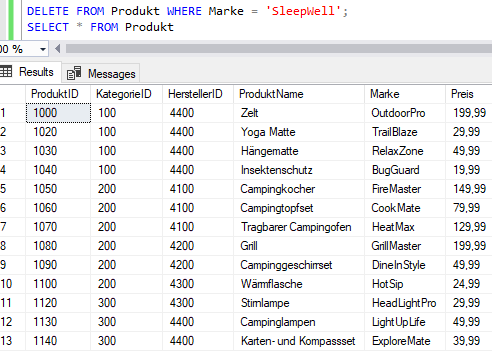 DELETE FROM Produkt WHERE Marke = 'SleepWell';
SELECT * FROM Produkt
00 %
Results Messages
ProduktID KategorieID HerstellerID ProduktName Marke Preis
1 1000 100 4400 Zelt OutdoorPro 199,99
2 1020 100 4400 Yoga Matte TrailBlaze 29,99
3 1030 100 4400 Hängematte RelaxZone 49,99
4 1040 100 4400 Insektenschutz BugGuard 19,99
5 1050 200 4100 Campingkocher FireMaster 149,99
6 1060 200 4100 Campingtopfset CookMate 79,99
7 1070 200 4100 Tragbarer Campingofen HeatMax 129,99
8 1080 200 4200 Grill GrillMaster 199,99
9 1090 200 4200 Campinggeschirrset DineInStyle 49,99
10 1100 200 4300 Wärmflasche HotSip 24,99
11 1120 300 4300 Stirnlampe HeadLightPro 29,99
12 1130 300 4400 Campinglampen LightUpLife 49,99
13 1140 300 4400 Karten- und Kompassset ExploreMate 39,99